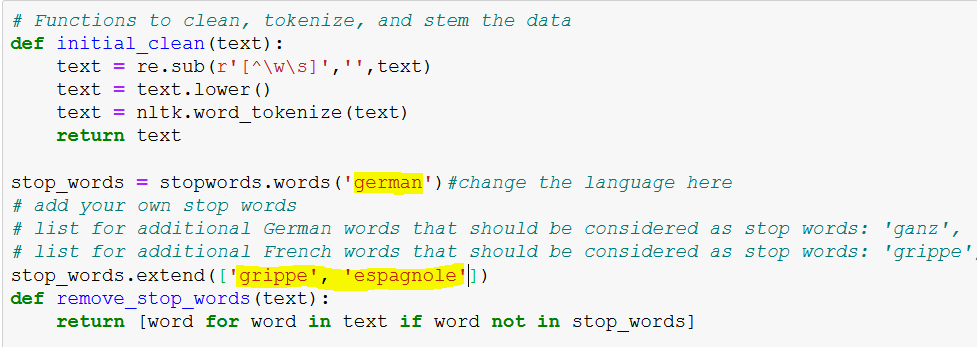 # Functions to clean, tokenize, and stem the data
def initial_clean(text):
    text = re.sub(r'[^\w\s]','',text)
    text = text.lower()
    text = nltk.word_tokenize(text)
    return text

stop_words = stopwords.words('german')#change the language here
# add your own stop words
# list for additional German words that should be considered as stop words: 'ganz',
# list for additional French words that should be considered as stop words: 'grippe',
stop_words.extend(['grippe', 'espagnole'])
def remove_stop_words(text):
    return [word for word in text if word not in stop_words]